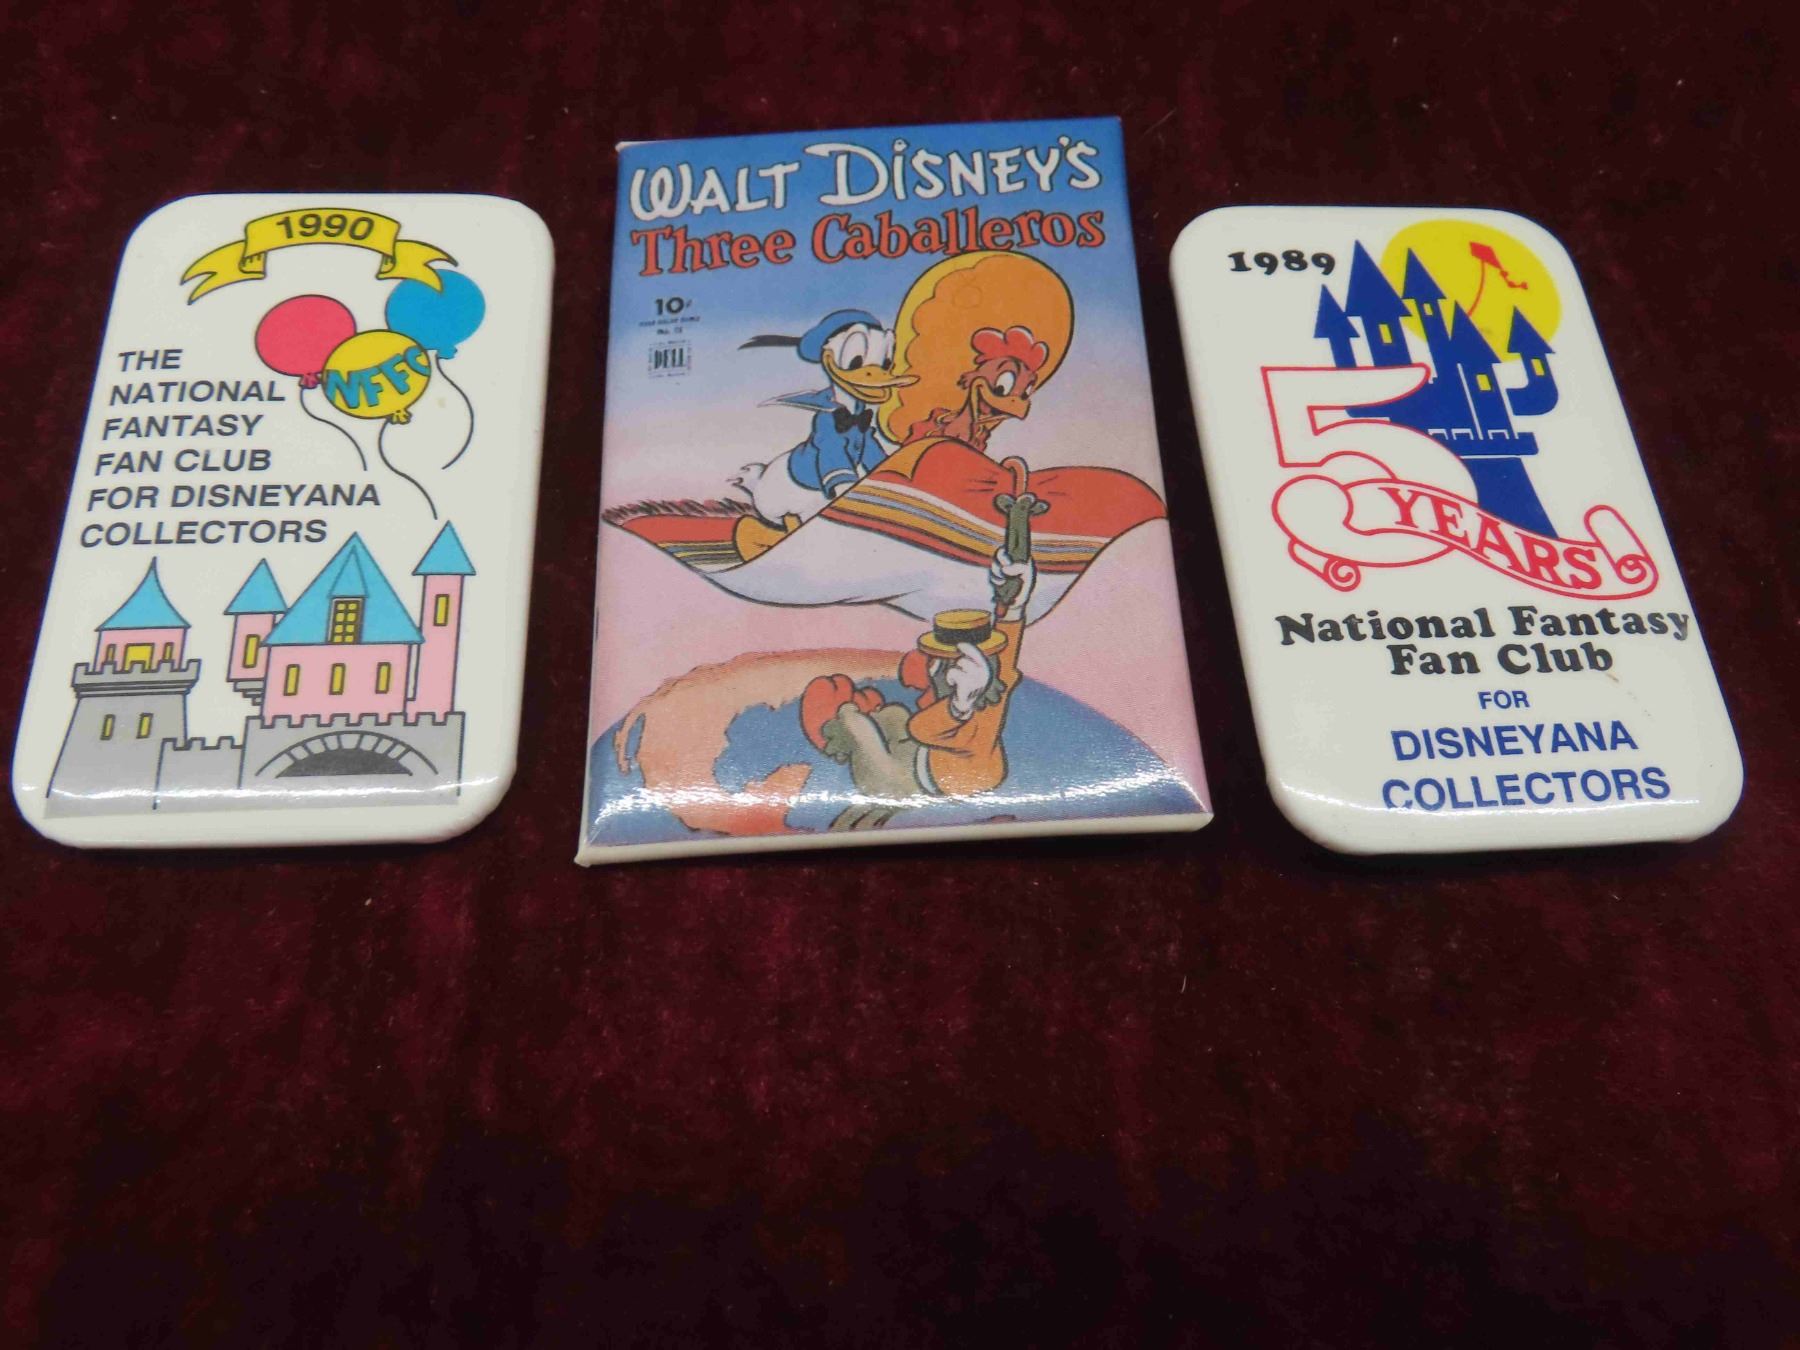 1990
NFFC
THE
NATIONAL
FANTASY
FAN CLUB
FOR DISNEYANA
COLLECTORS
WALT DISNEY'S
Three Caballeros
10¢
DELL
1989
5
YEARS
National Fantasy
Fan Club
FOR
DISNEYANA
COLLECTORS